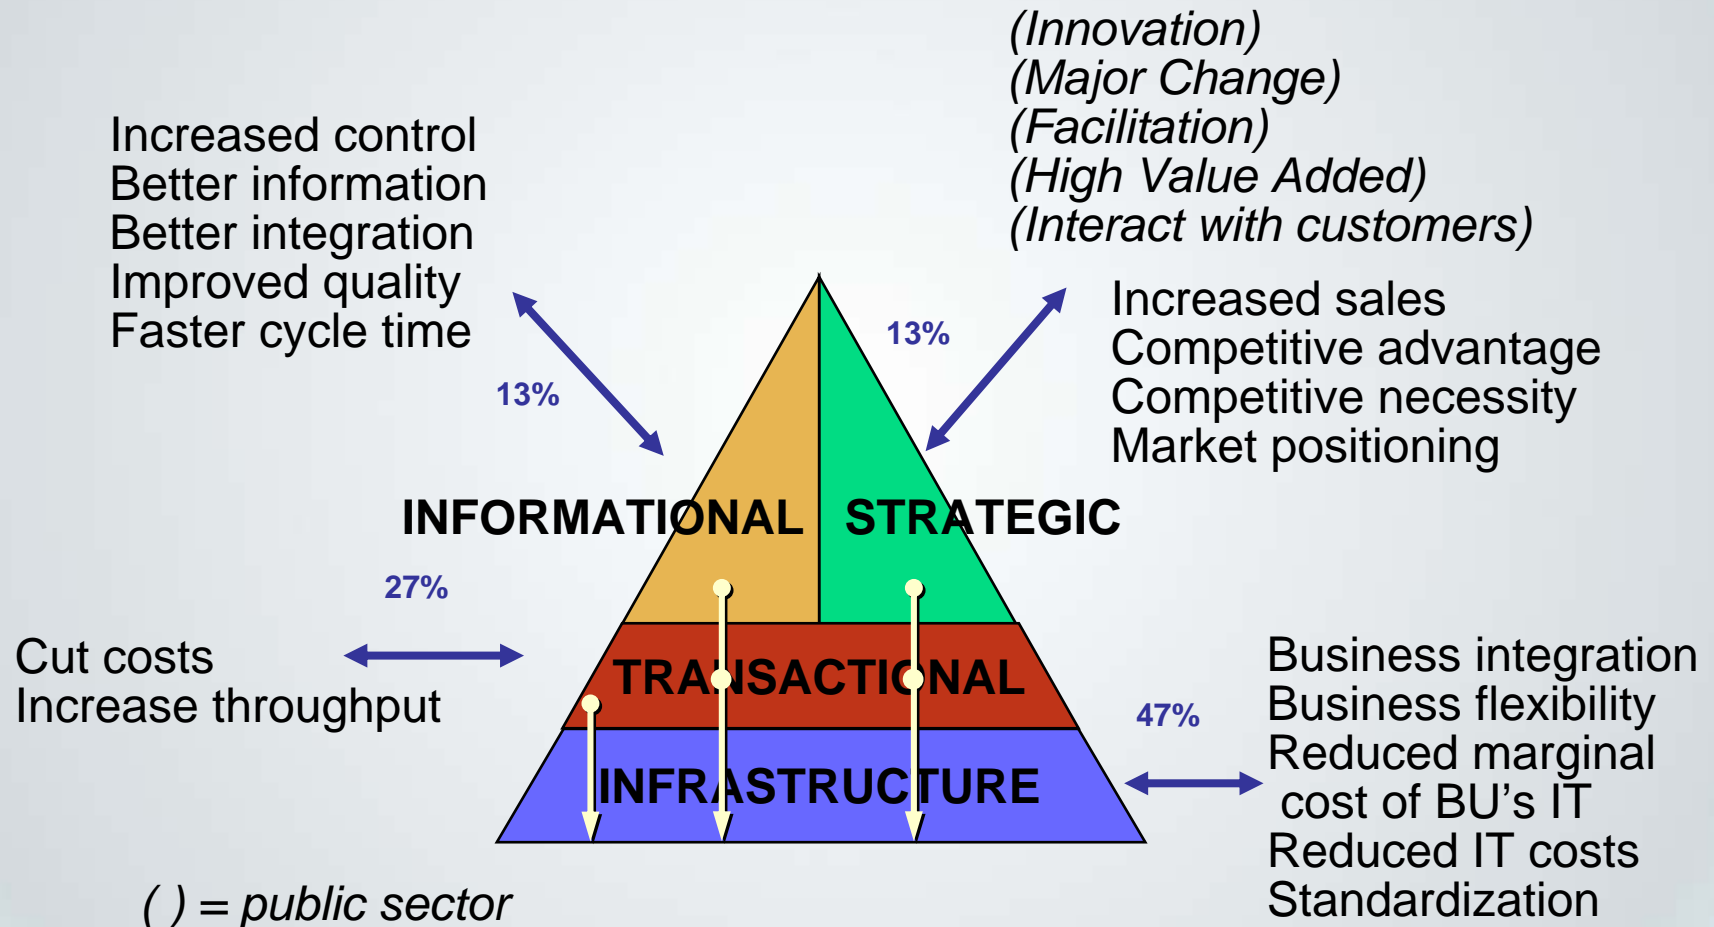 (Innovation)
(Major Change)
(Facilitation)
(High Value Added)
(Interact with customers)
Increased control
Better information
Better integration
Improved quality
Faster cycle time
13%
13%
Increased sales
Competitive advantage
Competitive necessity
Market positioning
INFORMATIONAL
STRATEGIC
27%
Cut costs
Increase throughput
TRANSACTIONAL
47%
Business integration
Business flexibility
Reduced marginal
cost of BU's IT
Reduced IT costs
Standardization
INFRASTRUCTURE
( ) = public sector